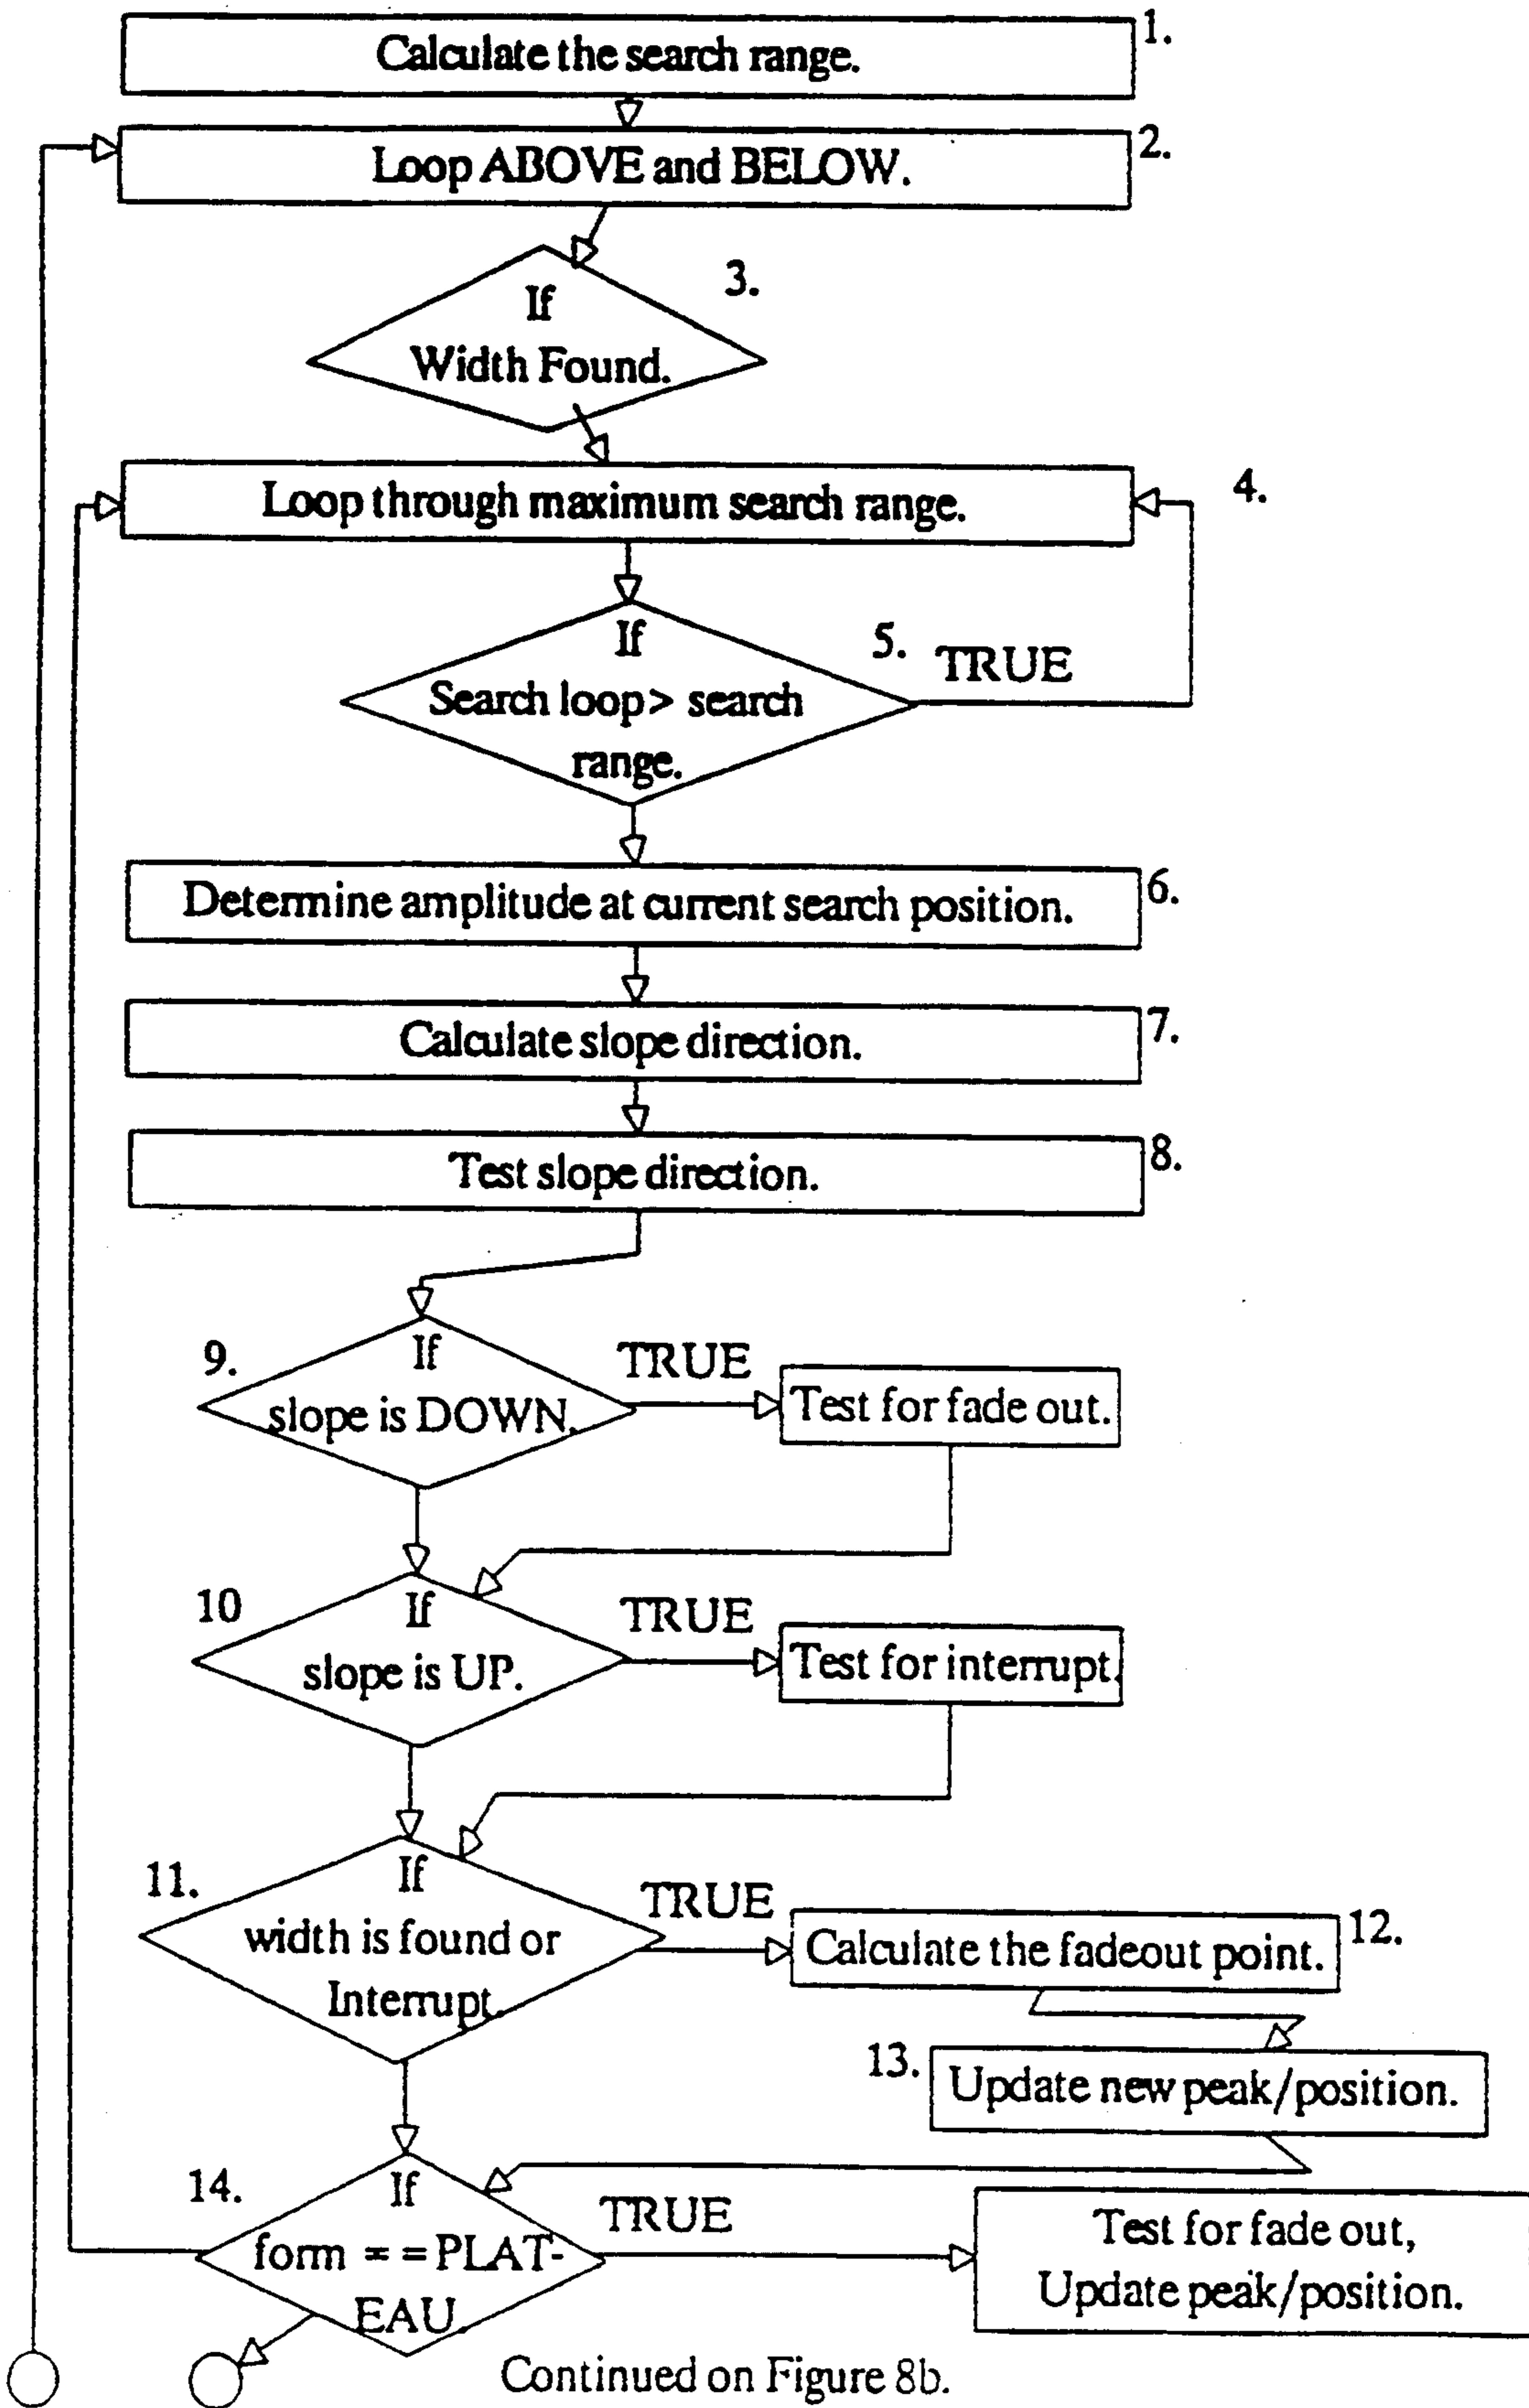 1.
Calculate the search range.
2.
Loop ABOVE and BELOW.
3.
If
Width Found.
4.
Loop through maximum search range.
5.
If
Search loop> search
range.
TRUE
6.
Determine amplitude at current search position.
7.
Calculate slope direction.
8.
Test slope direction.
9.
If
slope is DOWN.
TRUE
Test for fade out.
10
If
slope is UP.
TRUE
Test for interrupt.
11.
If
width is found or
Interrupt.
TRUE
Calculate the fadeout point.
12.
13.
Update new peak/position.
14.
If
form = = PLAT-
EAU
TRUE
Test for fade out,
Update peak/position.
Continued on Figure 8b.